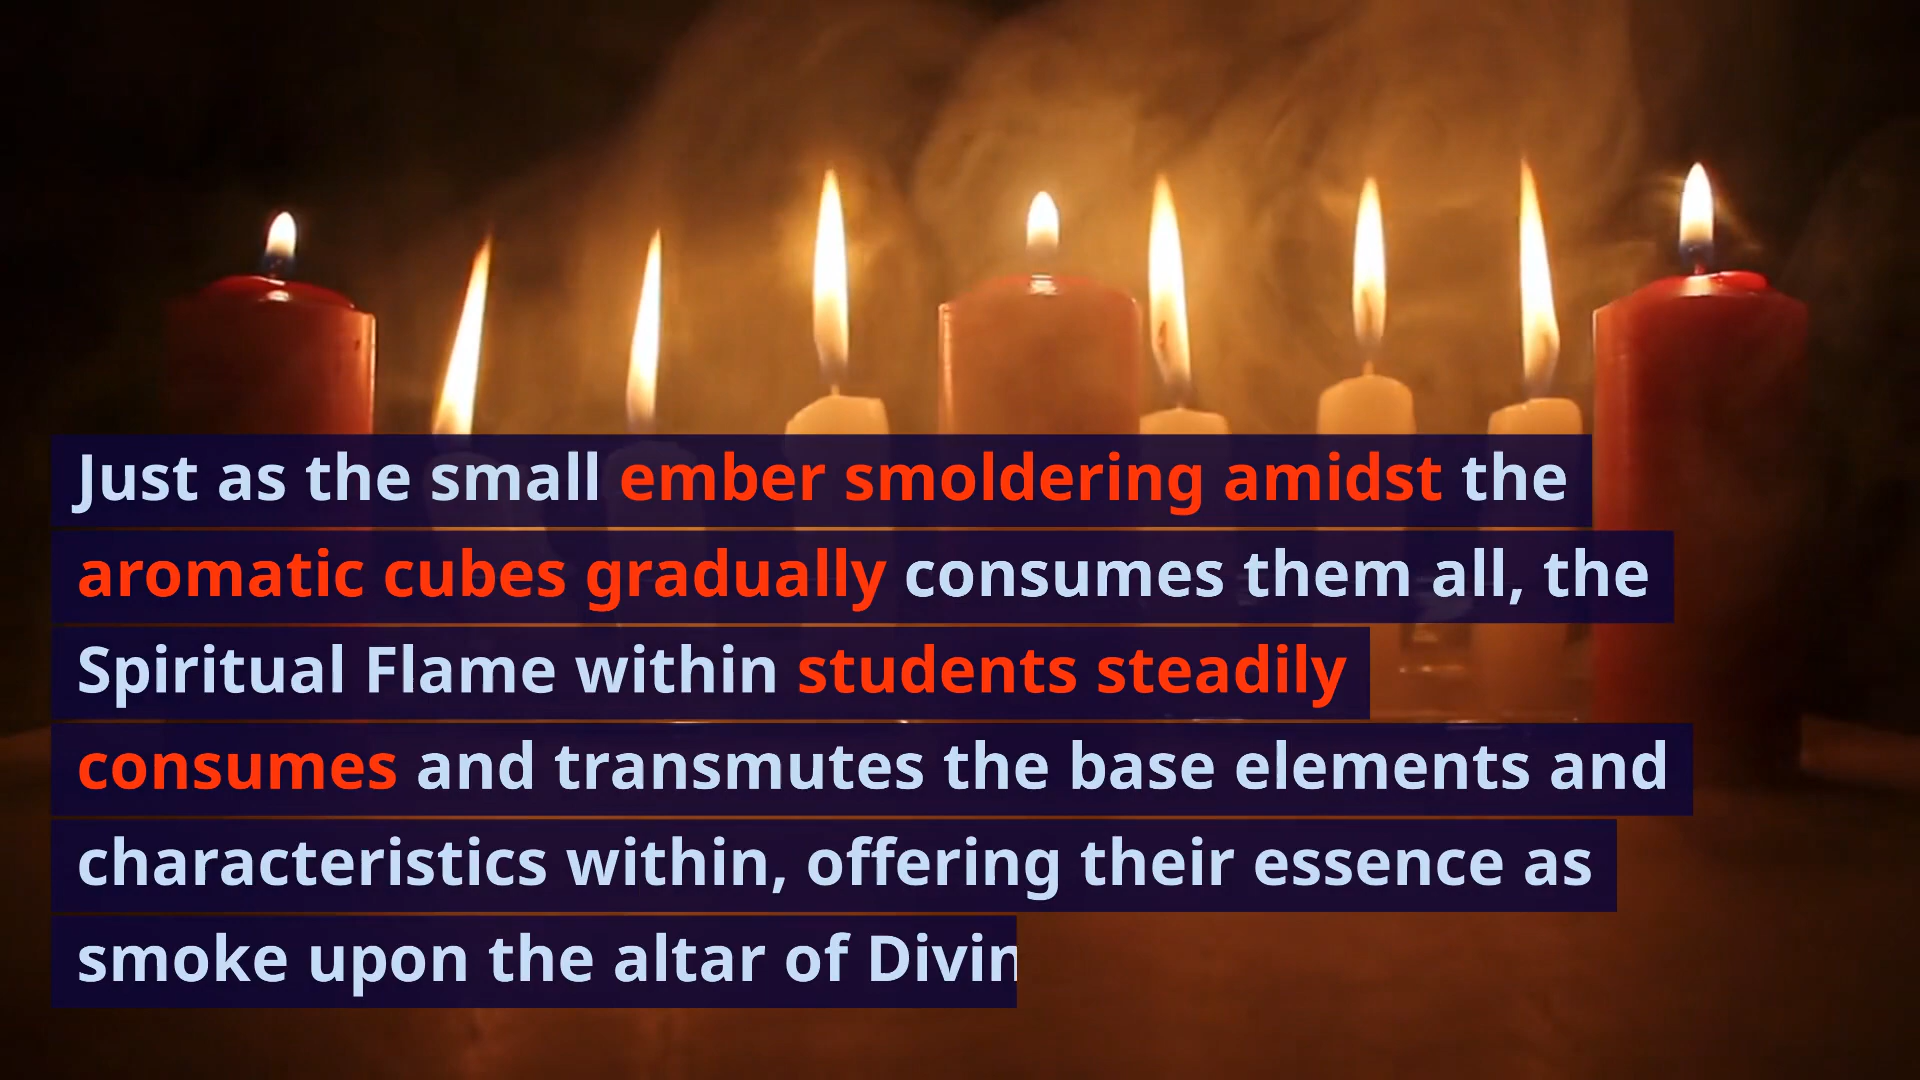 Just as the small ember smoldering amidst the
aromatic cubes gradually consumes them all, the
Spiritual Flame within students steadily
consumes and transmutes the base elements and
characteristics within, offering their essence as
smoke upon the altar of Divin